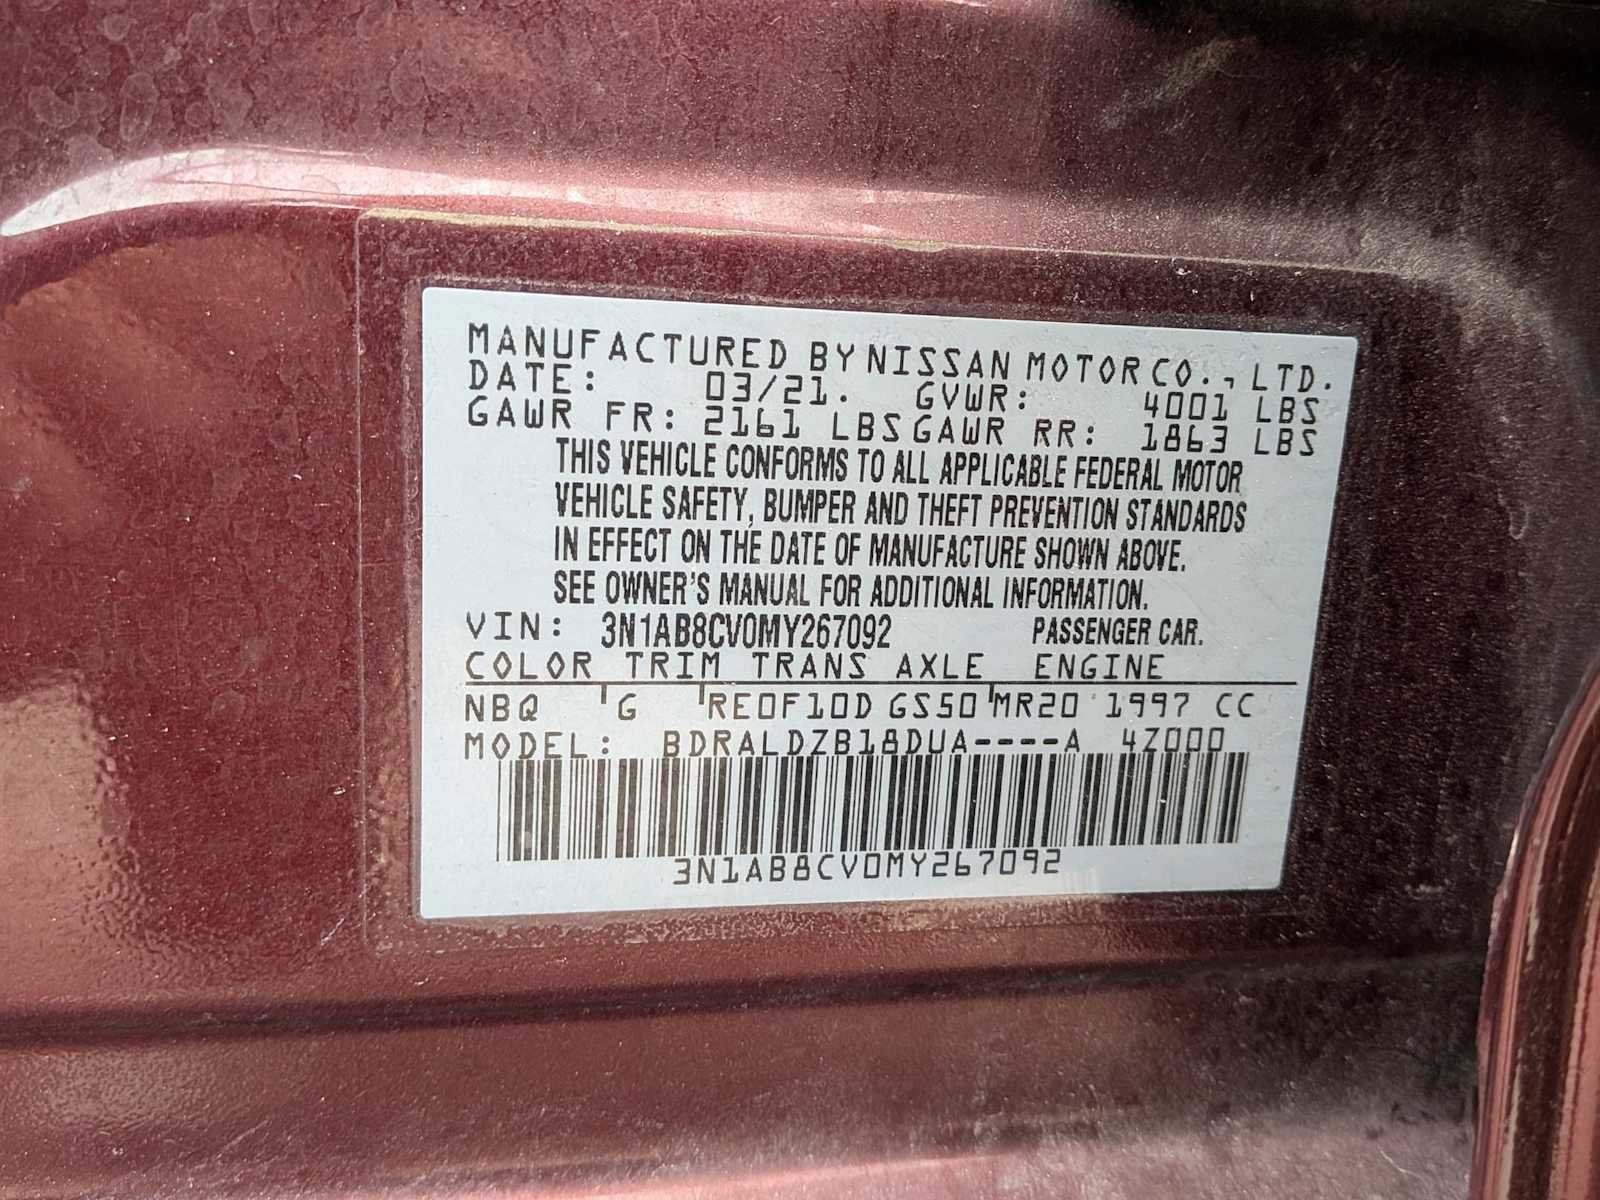 MANUFACTURED BY NISSAN MOTOR CO., LTD.
DATE: 03/21. GVWR: 4001 LBS
GAWR FR: 2161 LBS GAWR RR: 1863 LBS
THIS VEHICLE CONFORMS TO ALL APPLICABLE FEDERAL MOTOR
VEHICLE SAFETY, BUMPER AND THEFT PREVENTION STANDARDS
IN EFFECT ON THE DATE OF MANUFACTURE SHOWN ABOVE.
SEE OWNER'S MANUAL FOR ADDITIONAL INFORMATION.
VIN: 3N1AB8CV0MY267092 PASSENGER CAR.
COLOR TRIM TRANS AXLE ENGINE
NBQ G RE0F10D GS50 MR20 1997 CC
MODEL: BDRALDZB18DUA----A 4Z000
3N1AB8CV0MY267092